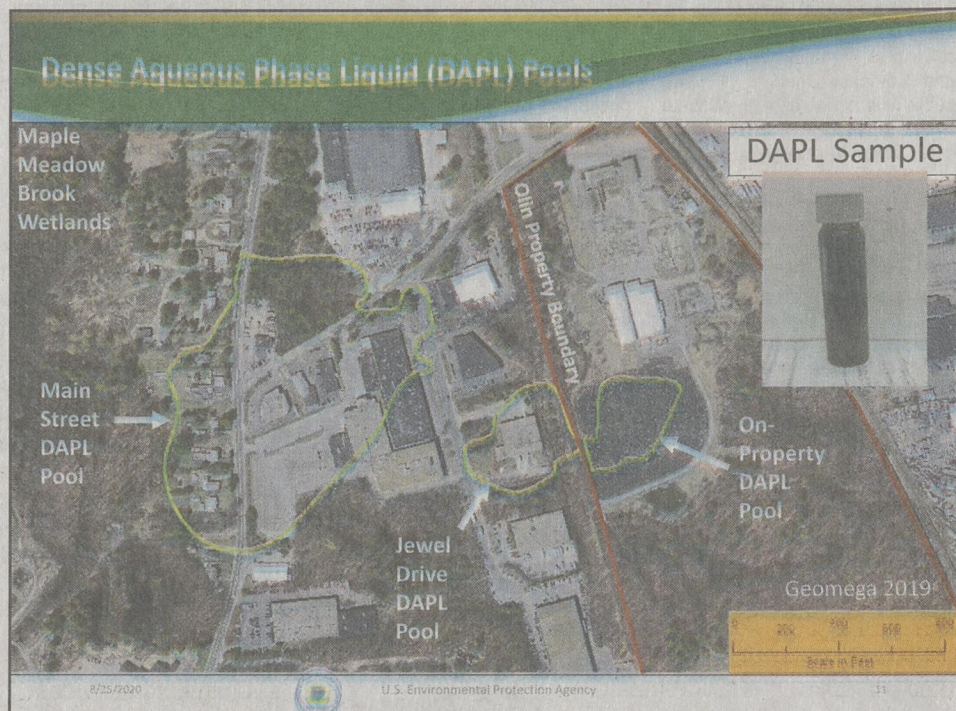 Dense Aqueous Phase Liquid (DAPL) Pools
Maple
Meadow
Brook
Wetlands
DAPL Sample
Olin Property Boundary
Main
Street
DAPL
Pool
On-
Property
DAPL
Pool
Jewel
Drive
DAPL
Pool
Geomega 2019
0
800
Scale in Feet
8/25/2020
U.S. Environmental Protection Agency
11